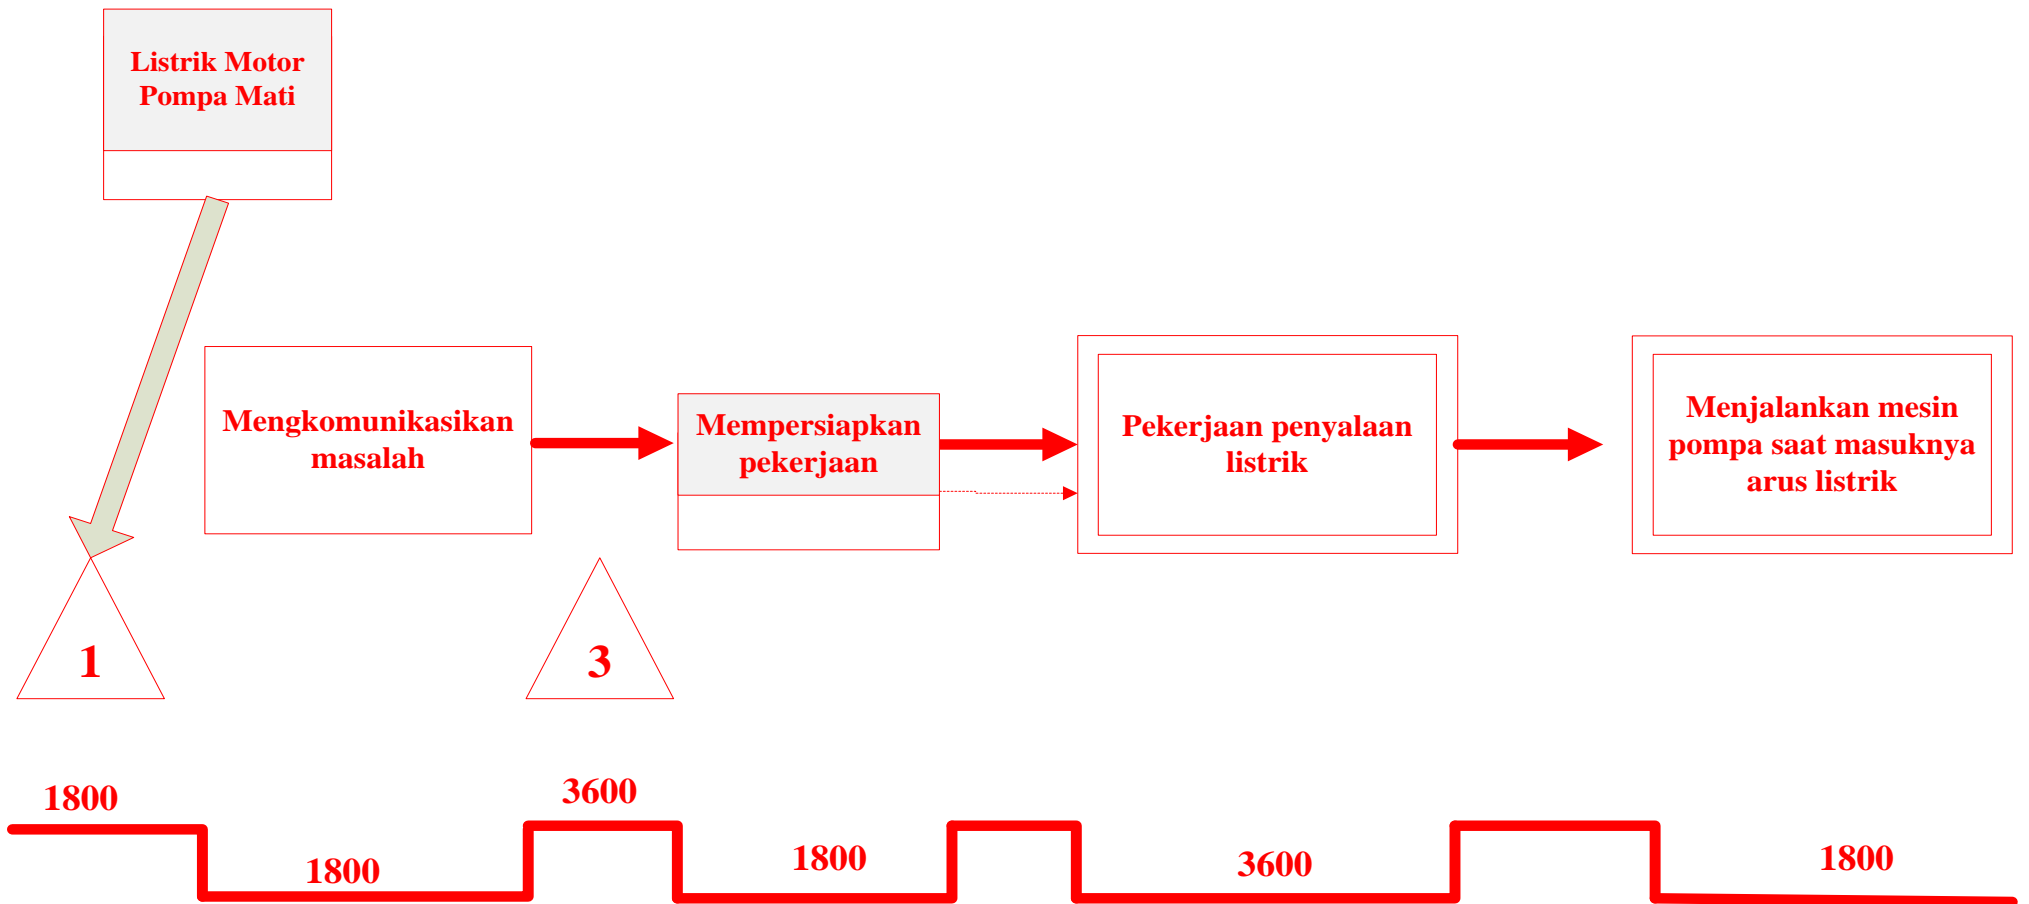 Listrik Motor
Pompa Mati
Mengkomunikasikan
masalah
Mempersiapkan
pekerjaan
Pekerjaan penyalaan
listrik
Menjalankan mesin
pompa saat masuknya
arus listrik
1
3
1800
3600
1800
1800
3600
1800